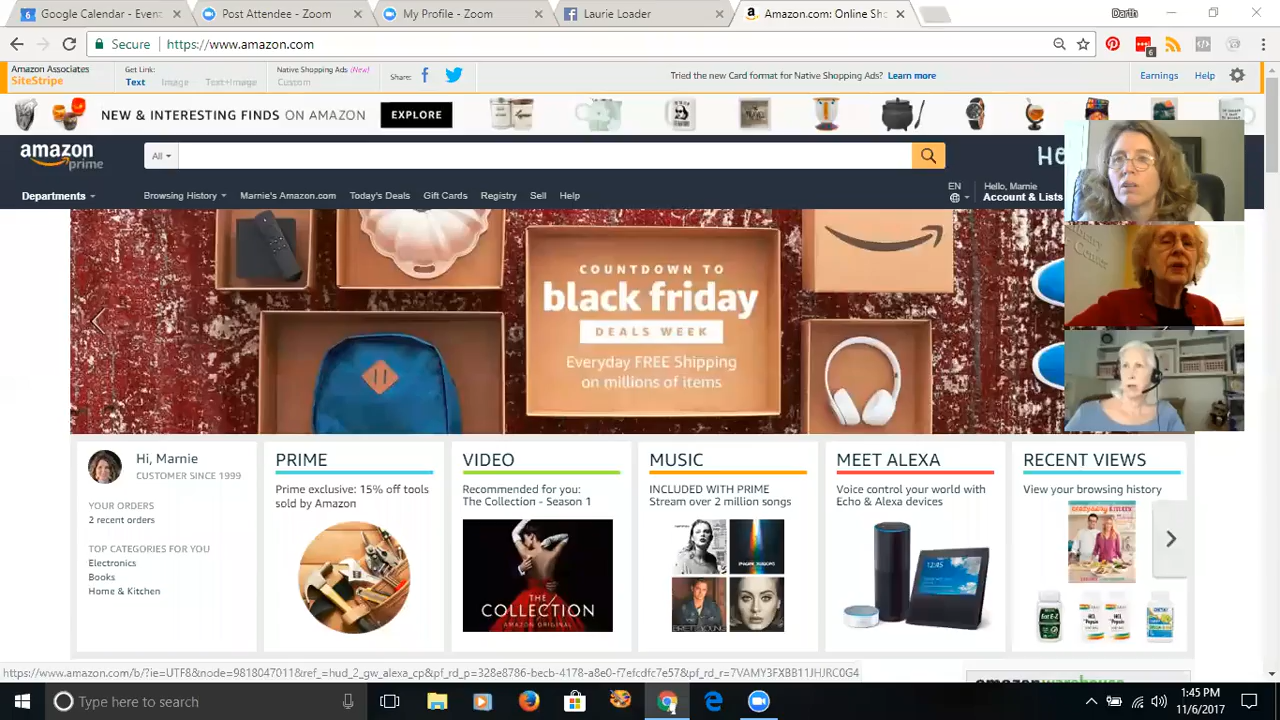 Google Calendar - Even
Post Attendee - Zoom
My Profile - Zoom
Laurie Loader
Amazon.com: Online Sh
Darth
Secure
https://www.amazon.com
6
Amazon Associates
SiteStripe
Get Link:
Text
Image
Text+Image
Native Shopping Ads (New)
Custom
Share:
Tried the new Card format for Native Shopping Ads? Learn more
Earnings
Help
NEW & INTERESTING FINDS ON AMAZON
EXPLORE
amazon
prime
All
Departments
Browsing History
Marnie's Amazon.com
Today's Deals
Gift Cards
Registry
Sell
Help
EN
Hello, Marnie
Account & Lists
COUNTDOWN TO
black friday
DEALS WEEK
Everyday FREE Shipping
on millions of items
Hi, Marnie
CUSTOMER SINCE 1999
YOUR ORDERS
2 recent orders
TOP CATEGORIES FOR YOU
Electronics
Books
Home & Kitchen
PRIME
Prime exclusive: 15% off tools
sold by Amazon
VIDEO
Recommended for you:
The Collection - Season 1
THE
COLLECTION
AMAZON ORIGINAL
MUSIC
INCLUDED WITH PRIME
Stream over 2 million songs
BRETT YOUNG
MEET ALEXA
Voice control your world with
Echo & Alexa devices
12:45
RECENT VIEWS
View your browsing history
https://www.amazon.com/b/?ie=UTF8&node=9818047011&ref_=hud_2_gw_alexa_cp&pf_rd_p=328e8786-becb-4178-a8e0-f7efcdfc7e57&pf_rd_r=7VAMY3FXBB11JHJRC0G4
Type here to search
1:45 PM
11/6/2017